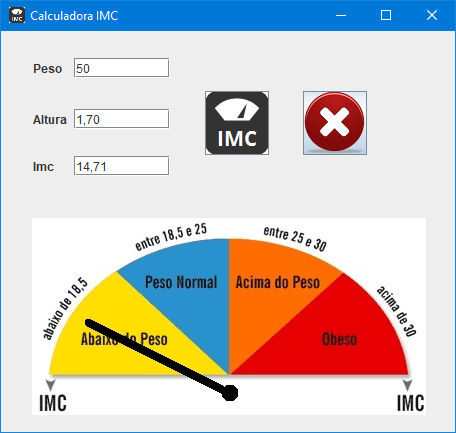 Calculadora IMC
Peso 50
Altura 1,70
IMC
Imc 14,71
entre 18,5 e 25
entre 25 e 30
abaixo de 18,5
acima de 30
Peso Normal
Acima do Peso
Abaixo do Peso
Obeso
IMC
IMC